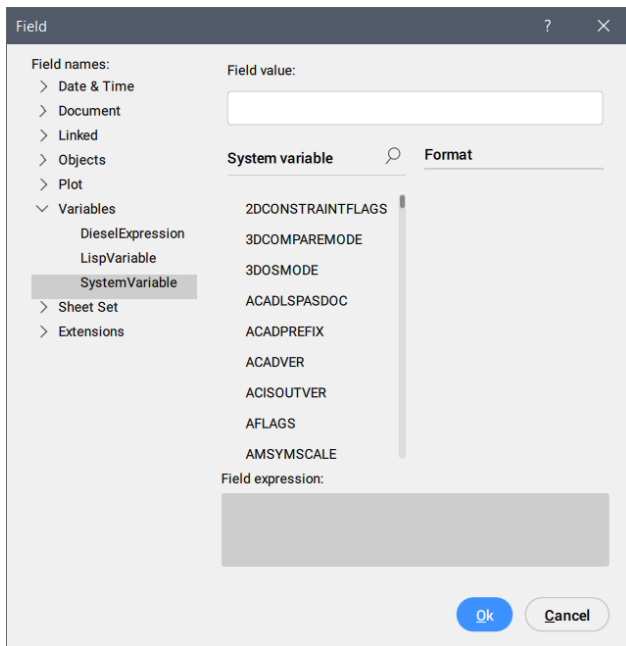 Field
Field names:
Date & Time
Document
Linked
Objects
Plot
Variables
DieselExpression
LispVariable
SystemVariable
Sheet Set
Extensions
Field value:
System variable
Format
2DCONSTRAINTFLAGS
3DCOMPAREMODE
3DOSMODE
ACADLSPASDOC
ACADPREFIX
ACADVER
ACISOUTVER
AFLAGS
AMSYMSCALE
Field expression:
Ok
Cancel